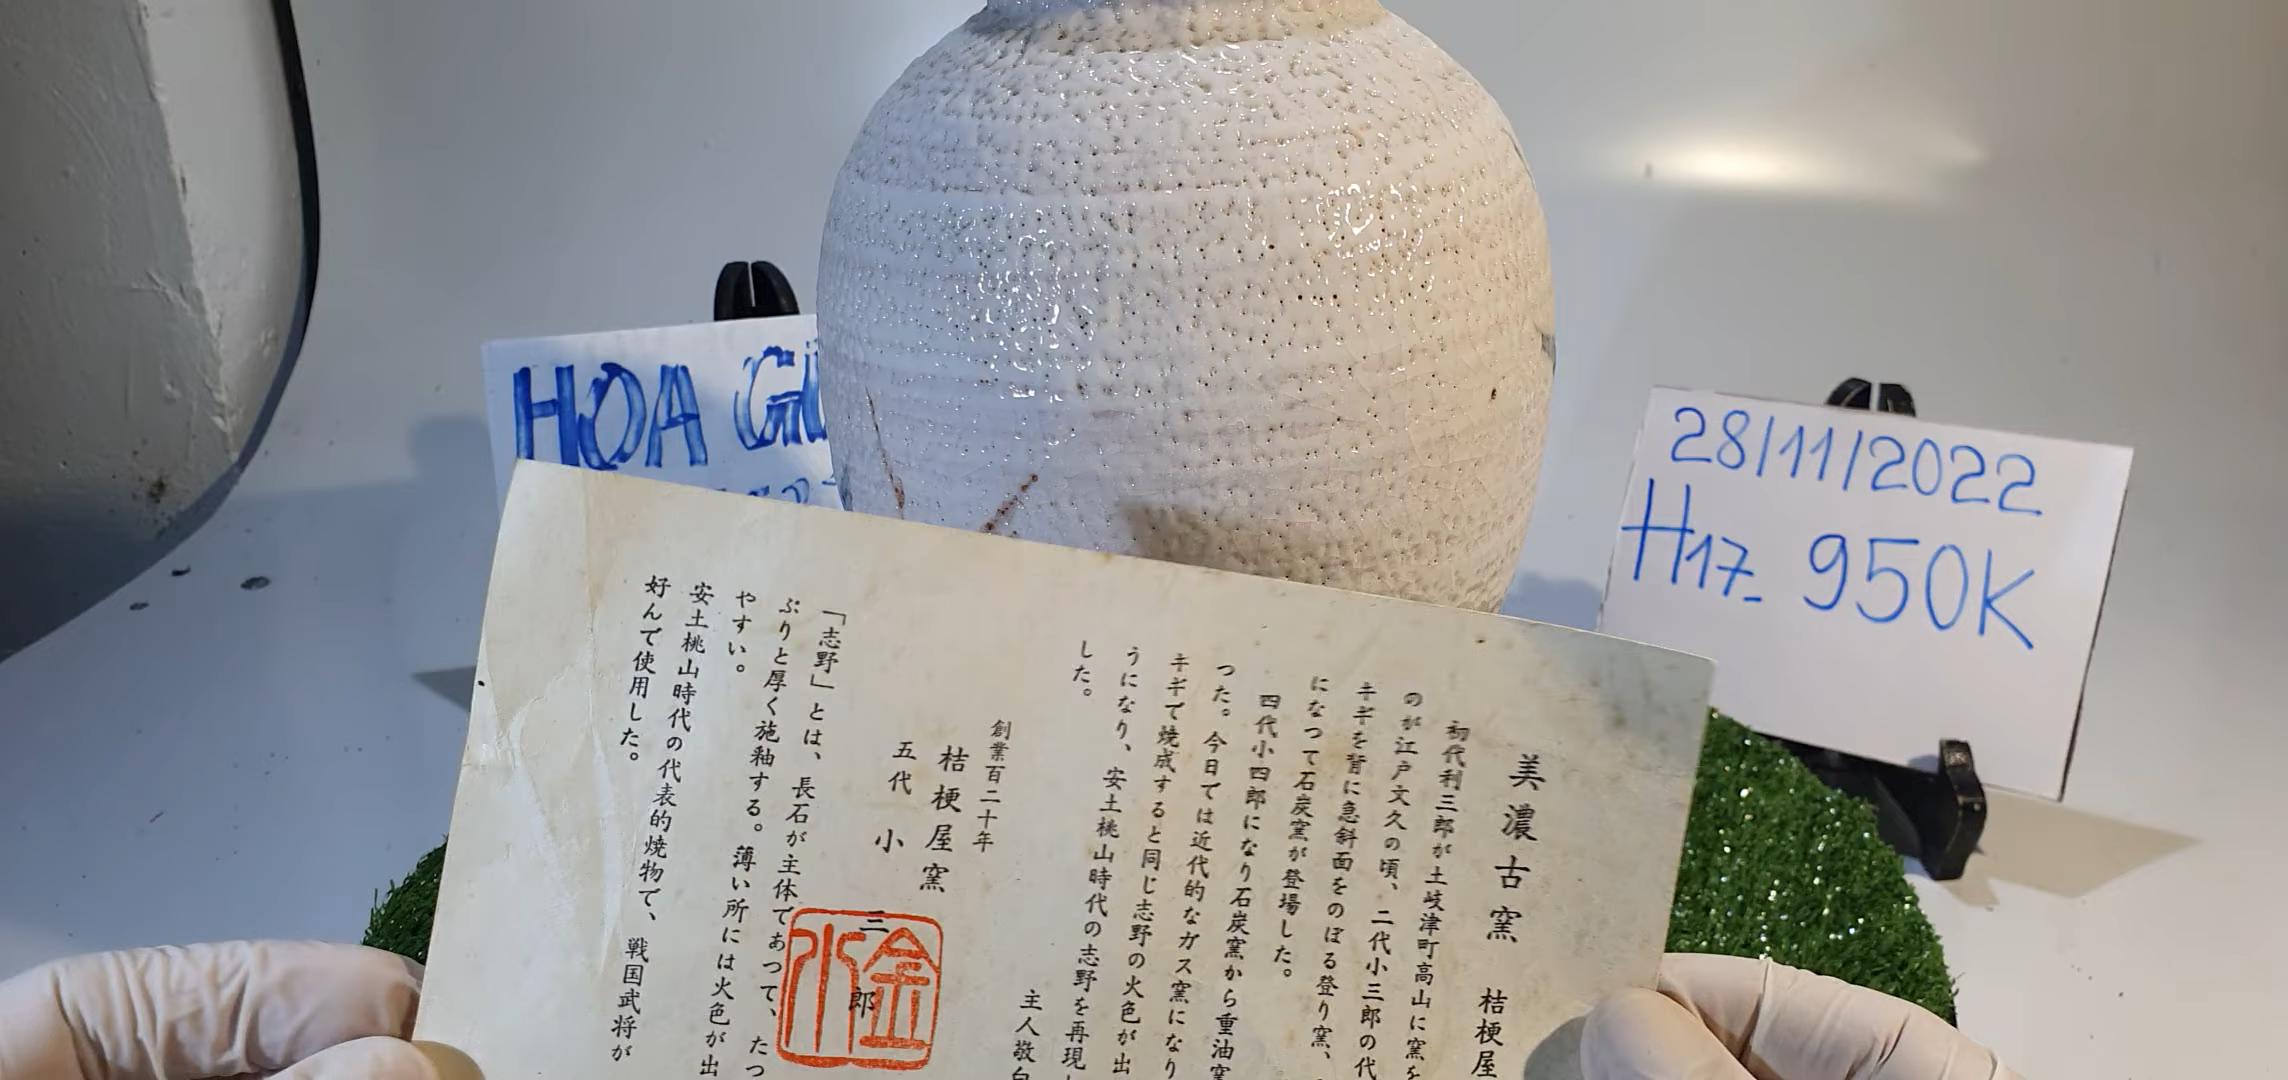 HOA GI
28/11/2022
H17- 950K
美濃古窯　桔梗屋
初代利三郎が土岐津町高山に窯を
のが江戸文久の頃、二代小三郎の代
キギを背に急斜面をのぼる登り窯、
になつて石炭窯が登場した。
四代小四郎になり石炭窯から重油窯
つた。今日では近代的なガス窯になり
キギで焼成すると同じ志野の火色が出
うになり、安土桃山時代の志野を再現し
した。
主人敬白
創業百二十年
桔梗屋窯
五代　小三郎
「志野」とは、長石が主体であつて、たつ
ぷりと厚く施釉する。薄い所には火色が出
やすい。
安土桃山時代の代表的焼物で、戦国武将が
好んで使用した。